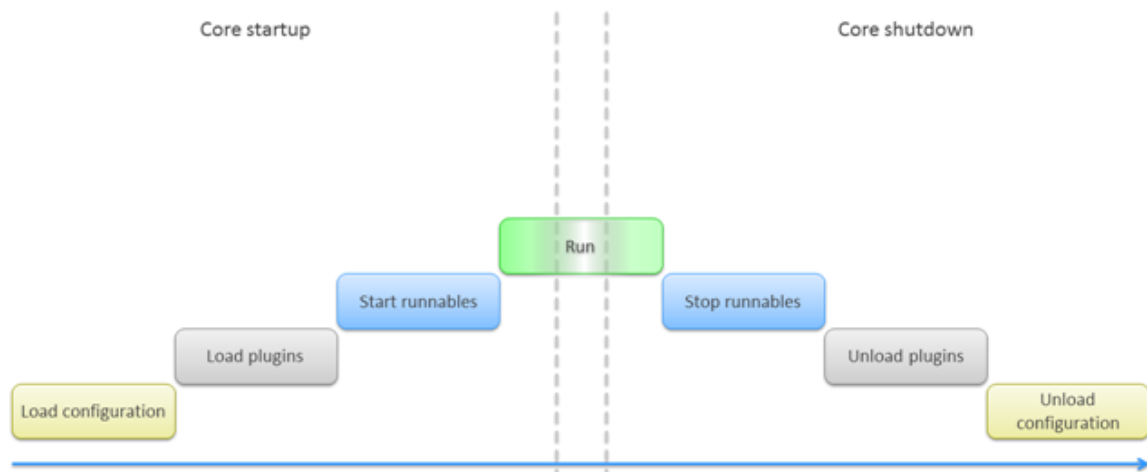 Core startup
Core shutdown
Run
Start runnables
Stop runnables
Load plugins
Unload plugins
Load configuration
Unload
configuration